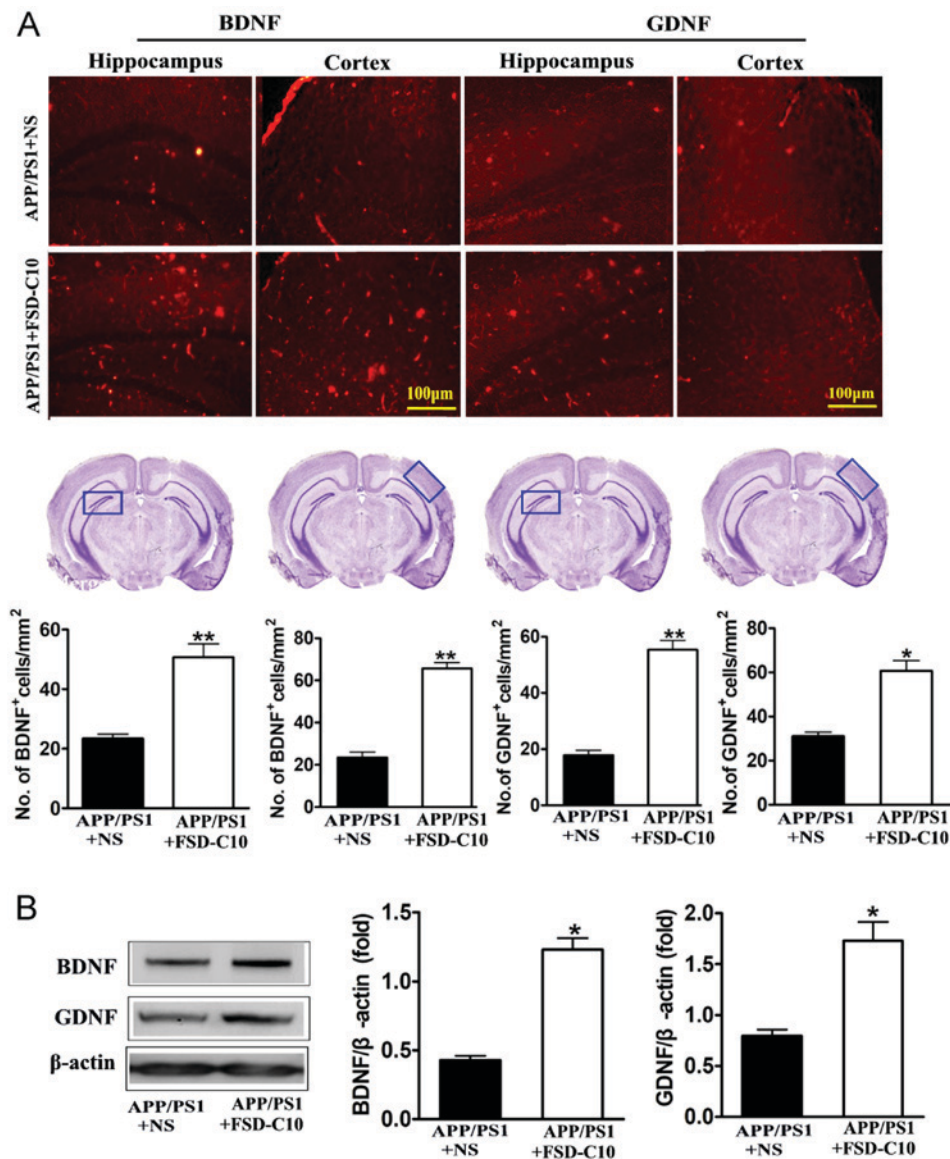 A
BDNF GDNF
Hippocampus Cortex Hippocampus Cortex
APP/PS1+NS
APP/PS1+FSD-C10
100μm 100μm
No. of BDNF⁺cells/mm²
60
40
20
0
**
APP/PS1 APP/PS1
+NS +FSD-C10
No. of BDNF⁺cells/mm²
80
60
40
20
0
**
APP/PS1 APP/PS1
+NS +FSD-C10
No.of GDNF⁺cells/mm²
60
40
20
0
**
APP/PS1 APP/PS1
+NS +FSD-C10
No.of GDNF⁺cells/mm²
80
60
40
20
0
*
APP/PS1 APP/PS1
+NS +FSD-C10
B
BDNF
GDNF
β-actin
APP/PS1 APP/PS1
+NS +FSD-C10
BDNF/β -actin (fold)
1.5
1.2
0.5
0.0
*
APP/PS1 APP/PS1
+NS +FSD-C10
GDNF/β -actin (fold)
2.0
1.5
1.0
0.5
0.0
*
APP/PS1 APP/PS1
+NS +FSD-C10